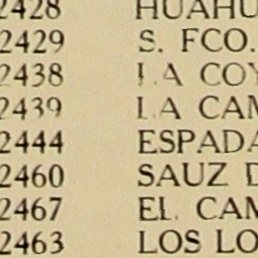 2428 HUAHU
2429 S. FCO.
2438 LA COY
2439 LA CAM
2444 ESPADA
2460 SAUZ D
2467 EL CAM
2463 LOS LO